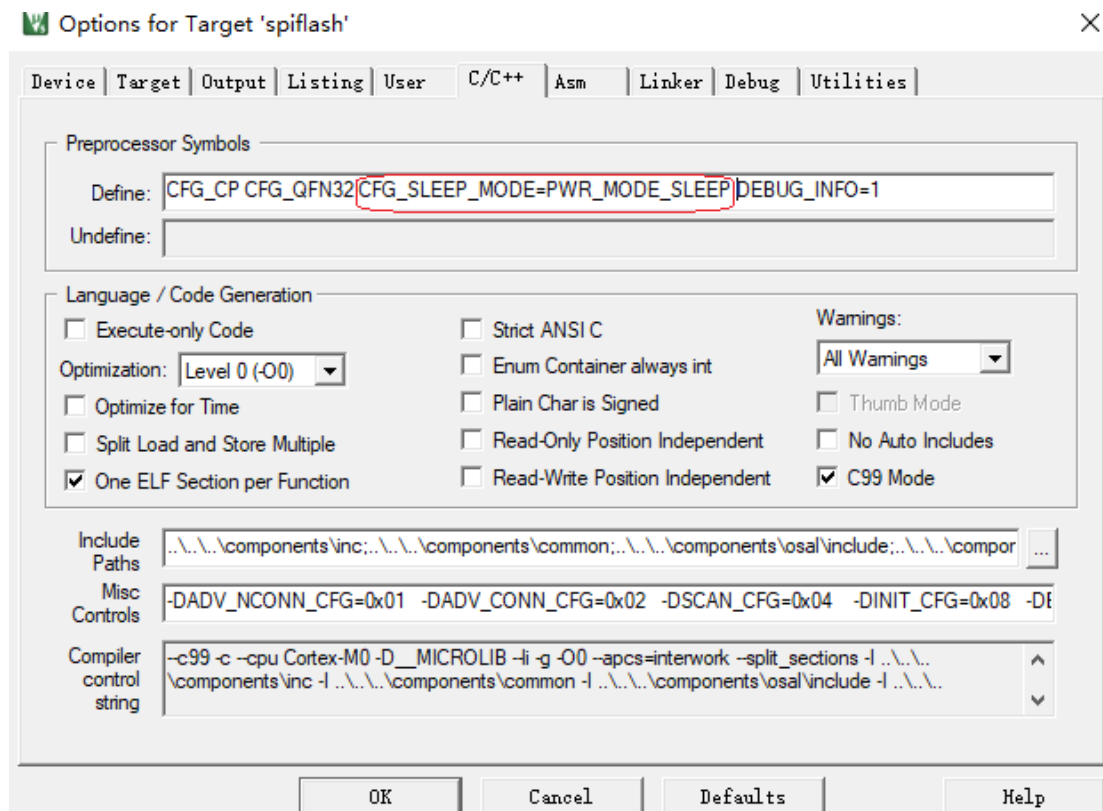 Options for Target 'spiflash'
Device Target Output Listing User C/C++ Asm Linker Debug Utilities
Preprocessor Symbols
Define: CFG_CP CFG_QFN32 CFG_SLEEP_MODE=PWR_MODE_SLEEP DEBUG_INFO=1
Undefine:
Language / Code Generation
Execute-only Code
Strict ANSI C
Warnings:
Optimization: Level 0 (-O0)
Enum Container always int
All Warnings
Optimize for Time
Plain Char is Signed
Thumb Mode
Split Load and Store Multiple
Read-Only Position Independent
No Auto Includes
One ELF Section per Function
Read-Write Position Independent
C99 Mode
Include Paths
..\..\..\components\inc;..\..\..\components\common;..\..\..\components\osal\include;..\..\..\compor
...
Misc Controls
-DADV_NCONN_CFG=0x01 -DADV_CONN_CFG=0x02 -DSCAN_CFG=0x04 -DINIT_CFG=0x08 -DE
Compiler control string
--c99 -c --cpu Cortex-M0 -D__MICROLIB --li -g -O0 --apcs=interwork --split_sections -I ..\..\..
\components\inc -I ..\..\..\components\common -I ..\..\..\components\osal\include -I ..\..\..
OK Cancel Defaults Help